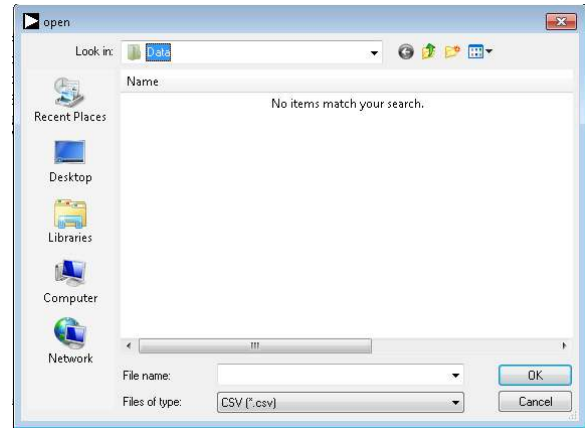 open
Look in:
Data
Name
No items match your search.
Recent Places
Desktop
Libraries
Computer
Network
File name:
OK
Files of type:
CSV (*.csv)
Cancel